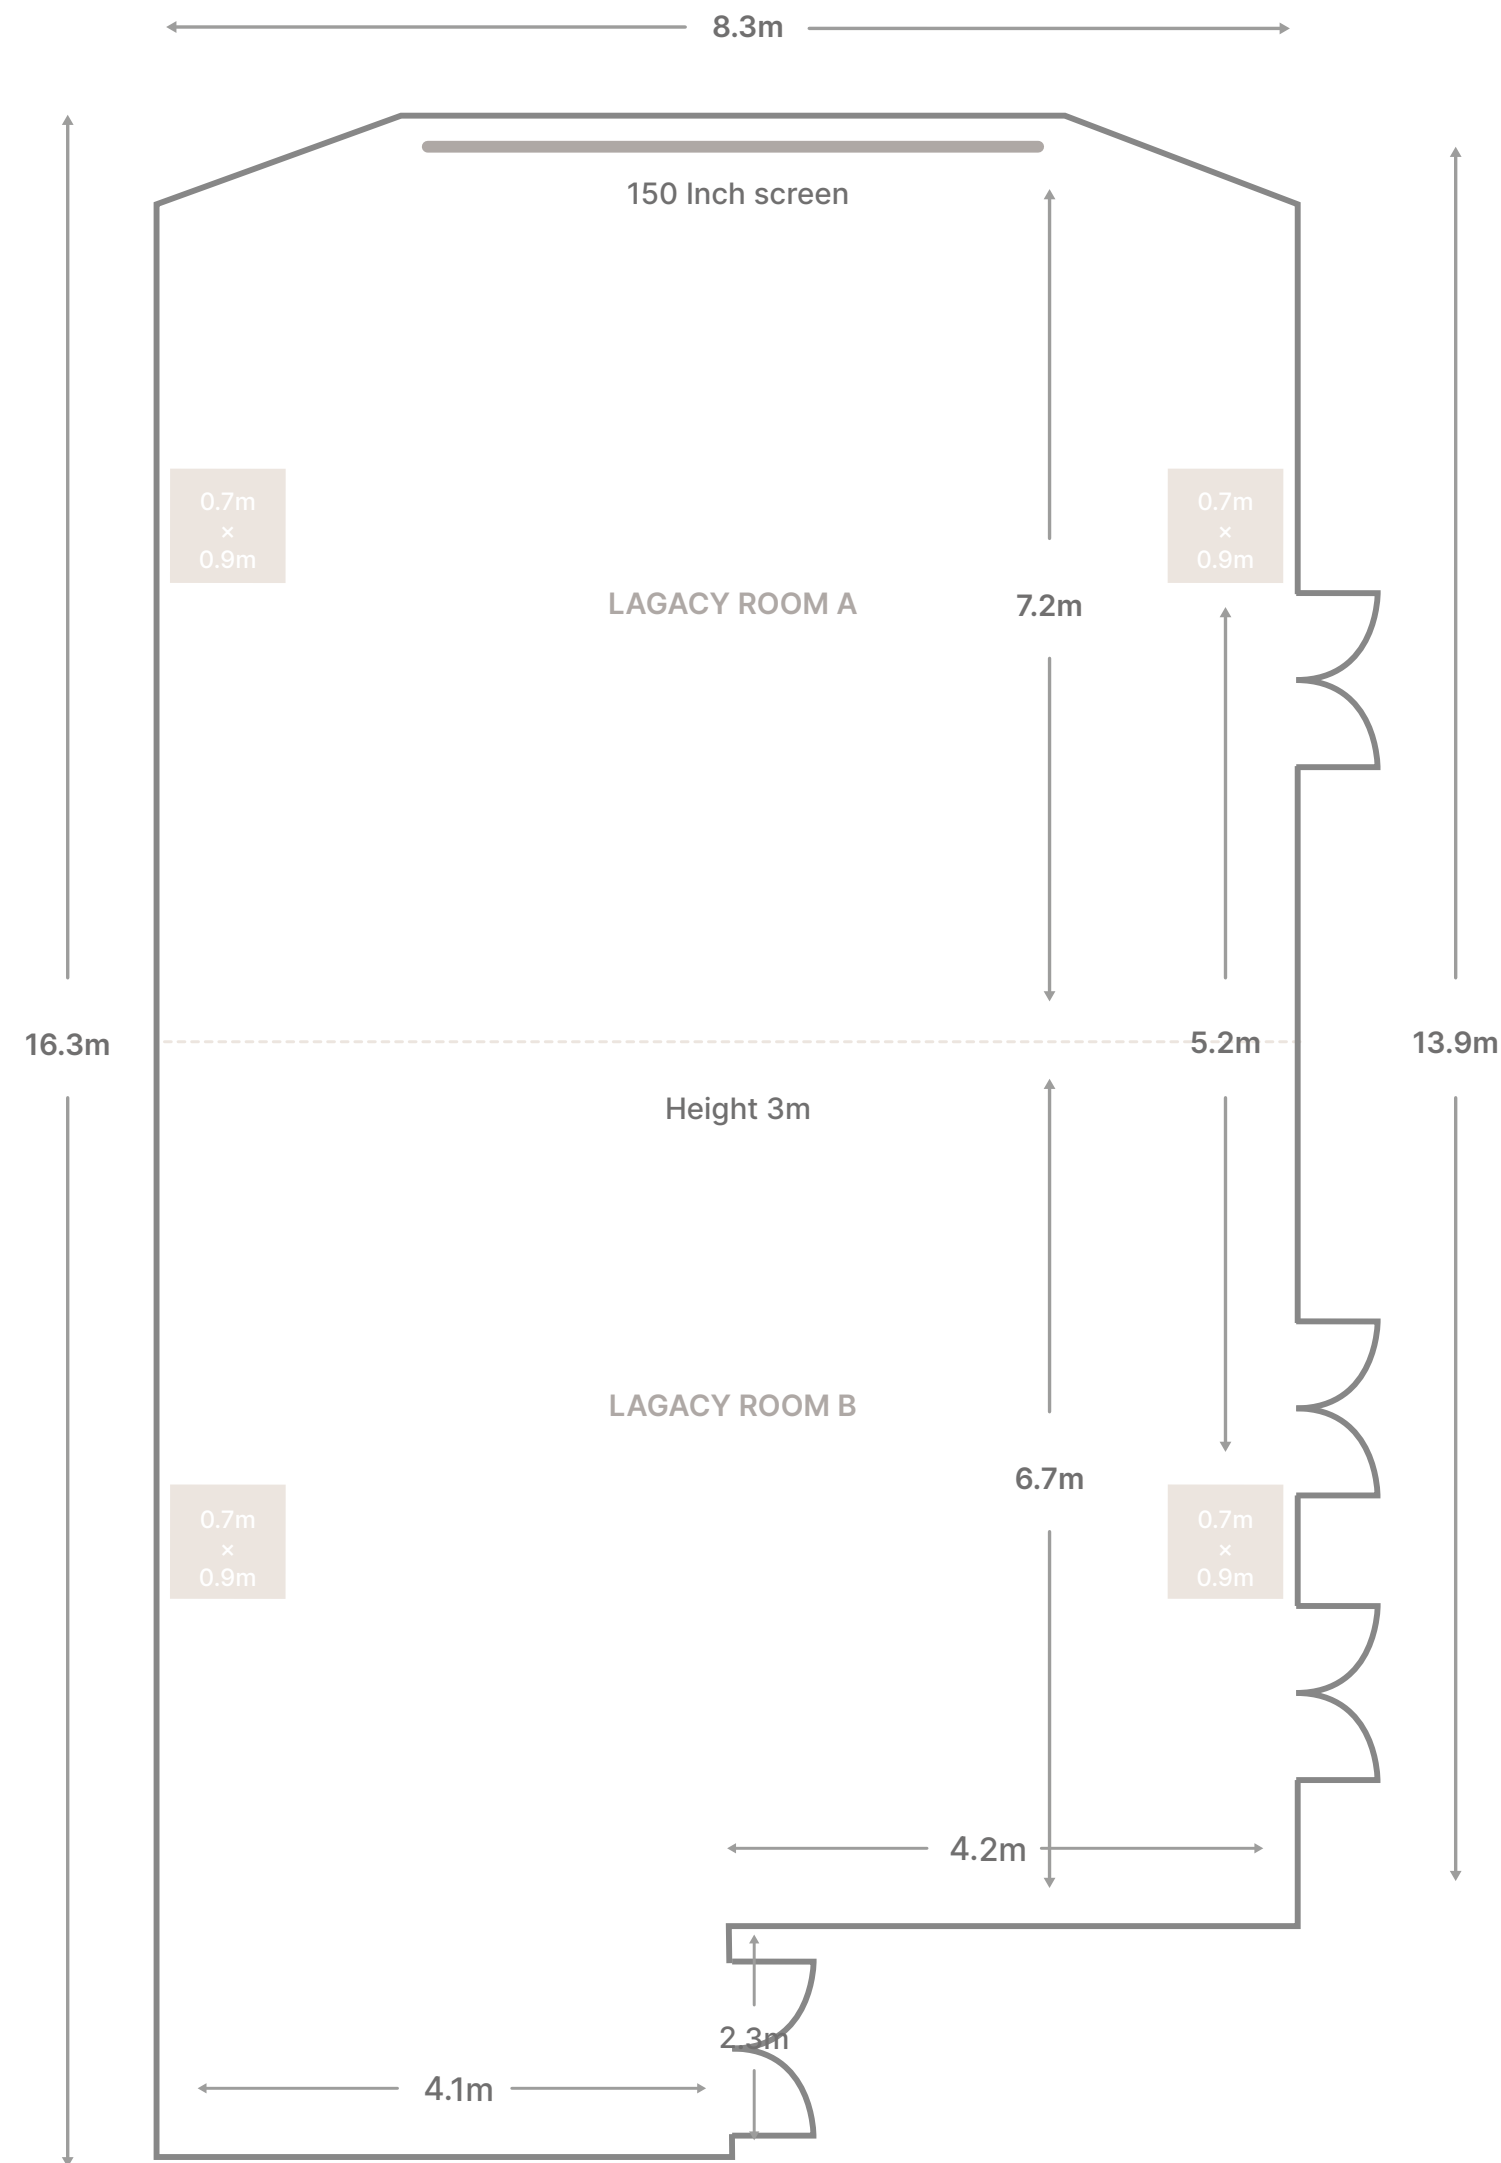 8.3m
150 Inch screen
0.7m
×
0.9m
0.7m
×
0.9m
LAGACY ROOM A
7.2m
16.3m
5.2m
13.9m
Height 3m
LAGACY ROOM B
6.7m
0.7m
×
0.9m
0.7m
×
0.9m
4.2m
2.3m
4.1m